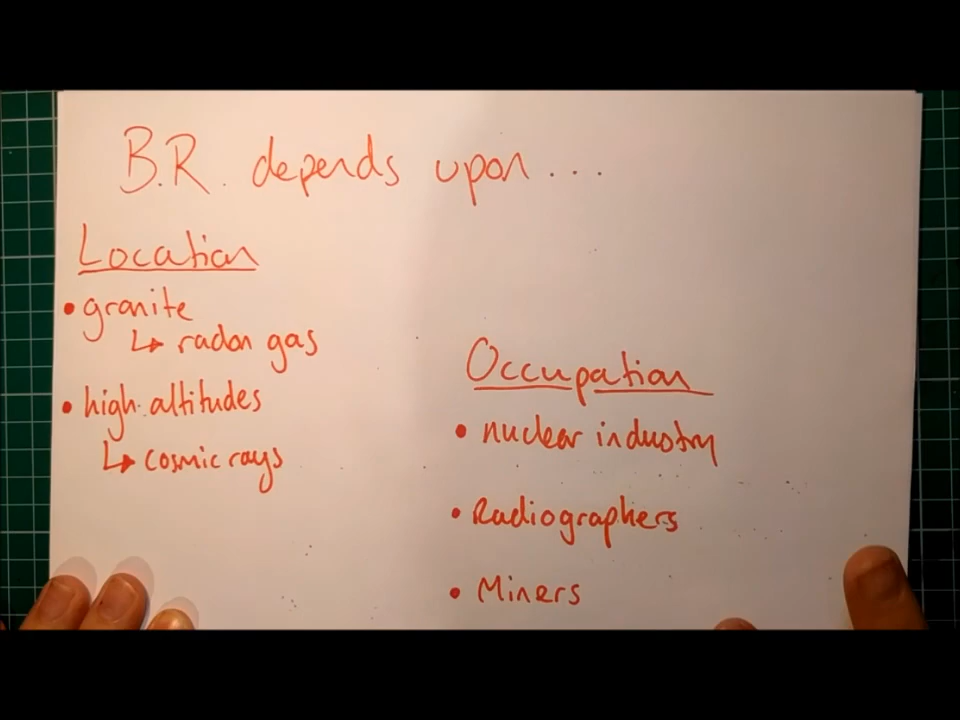 B.R. depends upon...
Location
• granite
↳ radon gas
• high altitudes
↳ cosmic rays
Occupation
• nuclear industry
• Radiographers
• Miners